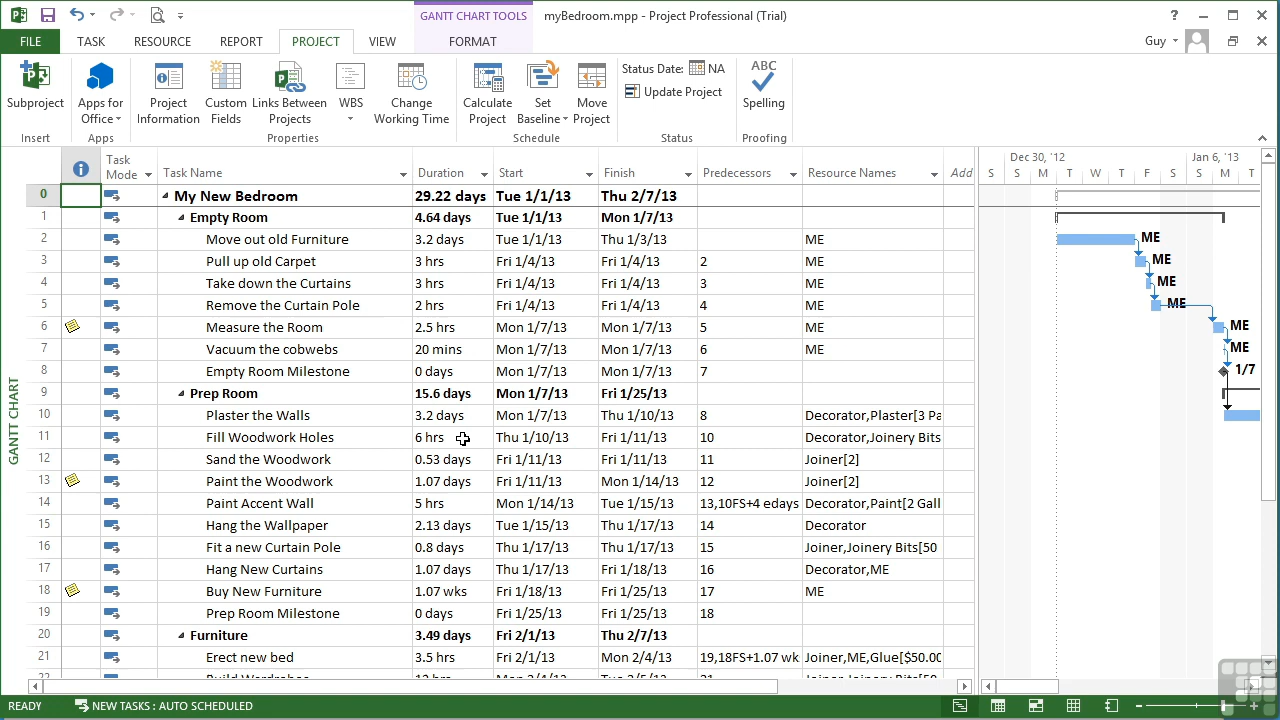 GANTT CHART TOOLS
myBedroom.mpp - Project Professional (Trial)
?
FILE TASK RESOURCE REPORT PROJECT VIEW FORMAT Guy
Subproject
Apps for Office
Project Information
Custom Fields
Links Between Projects
WBS
Change Working Time
Calculate Project
Set Baseline
Move Project
Status Date: NA
Update Project
ABC
Spelling
Insert Apps Properties Schedule Status Proofing
Task Mode Task Name Duration Start Finish Predecessors Resource Names Add
Dec 30, '12 Jan 6, '13
S S M T W T F S S M T
0 My New Bedroom 29.22 days Tue 1/1/13 Thu 2/7/13
1 Empty Room 4.64 days Tue 1/1/13 Mon 1/7/13
2 Move out old Furniture 3.2 days Tue 1/1/13 Thu 1/3/13 ME ME
3 Pull up old Carpet 3 hrs Fri 1/4/13 Fri 1/4/13 2 ME ME
4 Take down the Curtains 3 hrs Fri 1/4/13 Fri 1/4/13 3 ME ME
5 Remove the Curtain Pole 2 hrs Fri 1/4/13 Fri 1/4/13 4 ME ME
6 Measure the Room 2.5 hrs Mon 1/7/13 Mon 1/7/13 5 ME ME
7 Vacuum the cobwebs 20 mins Mon 1/7/13 Mon 1/7/13 6 ME ME
8 Empty Room Milestone 0 days Mon 1/7/13 Mon 1/7/13 7 1/7
9 Prep Room 15.6 days Mon 1/7/13 Fri 1/25/13
10 Plaster the Walls 3.2 days Mon 1/7/13 Thu 1/10/13 8 Decorator,Plaster[3 Pa
11 Fill Woodwork Holes 6 hrs Thu 1/10/13 Fri 1/11/13 10 Decorator,Joinery Bits
12 Sand the Woodwork 0.53 days Fri 1/11/13 Fri 1/11/13 11 Joiner[2]
13 Paint the Woodwork 1.07 days Fri 1/11/13 Mon 1/14/13 12 Joiner[2]
14 Paint Accent Wall 5 hrs Mon 1/14/13 Tue 1/15/13 13,10FS+4 edays Decorator,Paint[2 Gall
15 Hang the Wallpaper 2.13 days Tue 1/15/13 Thu 1/17/13 14 Decorator
16 Fit a new Curtain Pole 0.8 days Thu 1/17/13 Thu 1/17/13 15 Joiner,Joinery Bits[50
17 Hang New Curtains 1.07 days Thu 1/17/13 Fri 1/18/13 16 Decorator,ME
18 Buy New Furniture 1.07 wks Fri 1/18/13 Fri 1/25/13 17 ME
19 Prep Room Milestone 0 days Fri 1/25/13 Fri 1/25/13 18
20 Furniture 3.49 days Fri 2/1/13 Thu 2/7/13
21 Erect new bed 3.5 hrs Fri 2/1/13 Mon 2/4/13 19,18FS+1.07 wk Joiner,ME,Glue[$50.00
GANTT CHART
READY NEW TASKS : AUTO SCHEDULED